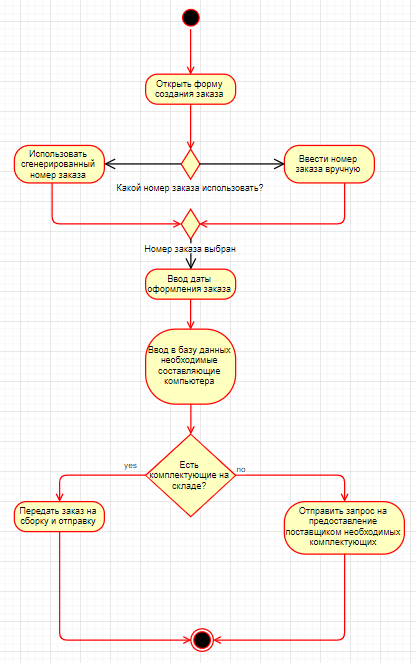 Открыть форму
создания заказа
Использовать
сгенерированный
номер заказа
Ввести номер
заказа вручную
Какой номер заказа использовать?
Номер заказа выбран
Ввод даты
оформления заказа
Ввод в базу данных
необходимые
составляющие
компьютера
Есть
комплектующие на
складе?
yes
no
Передать заказ на
сборку и отправку
Отправить запрос на
предоставление
поставщиком необходимых
комплектующих